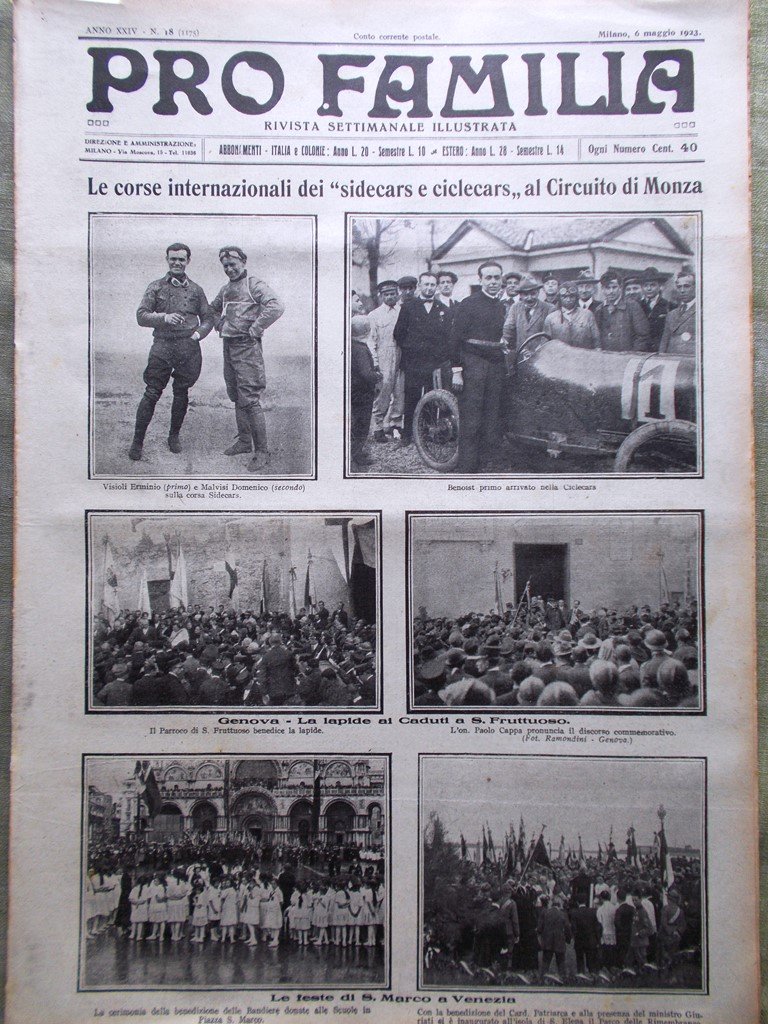 ANNO XXIV - N. 18 (1175)
Conto corrente postale.
Milano, 6 maggio 1923.
PRO FAMILIA
RIVISTA SETTIMANALE ILLUSTRATA
DIREZIONE E AMMINISTRAZIONE:
MILANO - Via Moscova, 15 - Tel. 11036
ABBONAMENTI - ITALIA e COLONIE: Anno L. 20 - Semestre L. 10 - ESTERO: Anno L. 28 - Semestre L. 14
Ogni Numero Cent. 40
Le corse internazionali dei "sidecars e ciclecars„ al Circuito di Monza
11
Visioli Erminio (primo) e Malvisi Domenico (secondo)
sulla corsa Sidecars.
Benoist primo arrivato nella Ciclecars
Genova - La lapide ai Caduti a S. Fruttuoso.
Il Parroco di S. Fruttuoso benedice la lapide.
L'on. Paolo Cappa pronuncia il discorso commemorativo.
(Fot. Ramondini - Genova.)
Le feste di S. Marco a Venezia
La cerimonia della benedizione delle Bandiere donate alle Scuole in
Piazza S. Marco.
Con la benedizione del Card. Patriarca e alla presenza del ministro Giu-
riati si è inaugurato all'isola di S. Elena il Parco delle Rimembranze